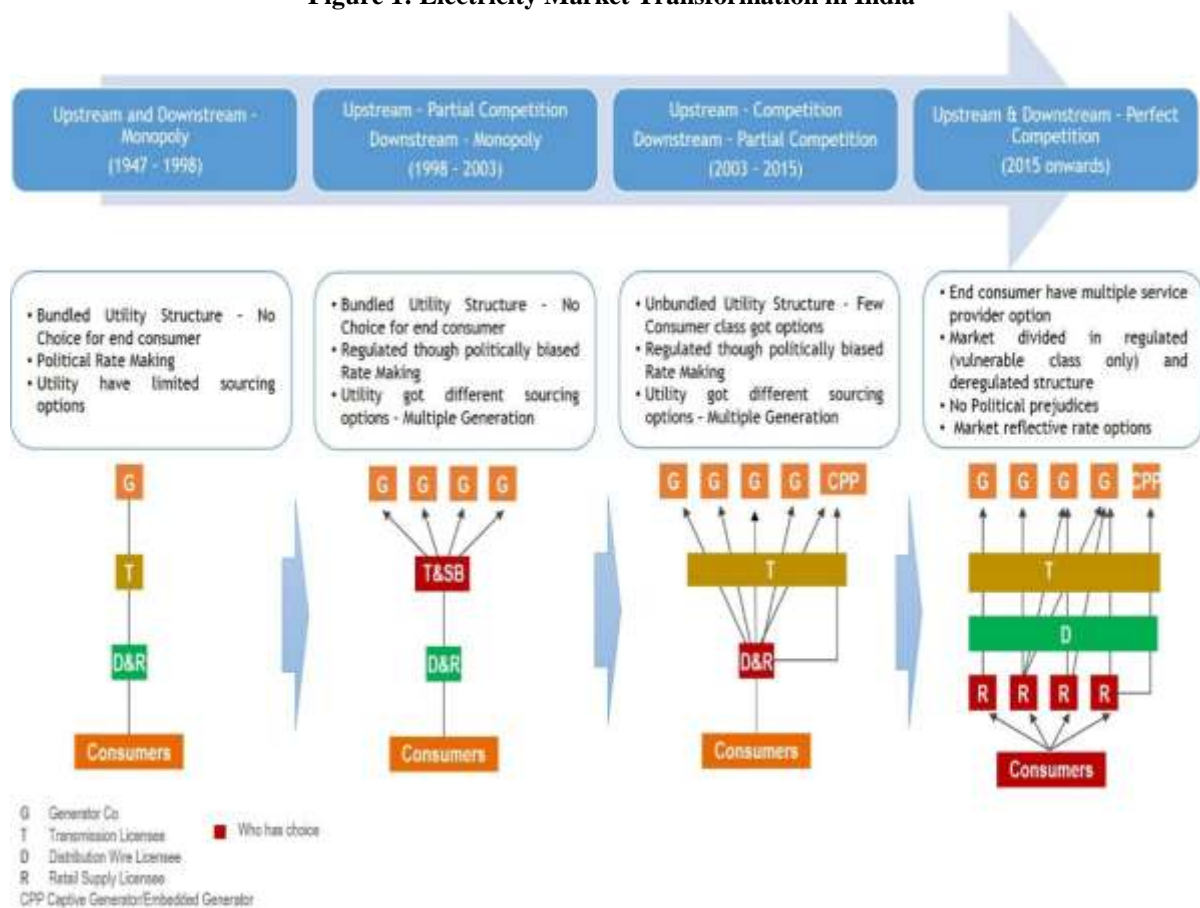 Figure 1: Electricity Market Transformation in India
Upstream and Downstream -
Monopoly
(1947 - 1998)
Upstream - Partial Competition
Downstream - Monopoly
(1998 - 2003)
Upstream - Competition
Downstream - Partial Competition
(2003 - 2015)
Upstream & Downstream - Perfect
Competition
(2015 onwards)
• Bundled Utility Structure - No
Choice for end consumer
• Political Rate Making
• Utility have limited sourcing
options
• Bundled Utility Structure - No
Choice for end consumer
• Regulated though politically biased
Rate Making
• Utility got different sourcing
options - Multiple Generation
• Unbundled Utility Structure - Few
Consumer class got options
• Regulated though politically biased
Rate Making
• Utility got different sourcing
options - Multiple Generation
• End consumer have multiple service
provider option
• Market divided in regulated
(vulnerable class only) and
deregulated structure
• No Political prejudices
• Market reflective rate options
G
T
D&R
Consumers
G G G G
T&SB
D&R
Consumers
G G G G CPP
T
D&R
Consumers
G G G G CPP
T
D
R R R R
Consumers
G Generator Co
T Transmission Licensee
D Distribution Wire Licensee
R Retail Supply Licensee
CPP Captive Generator/Embedded Generator
Who has choice